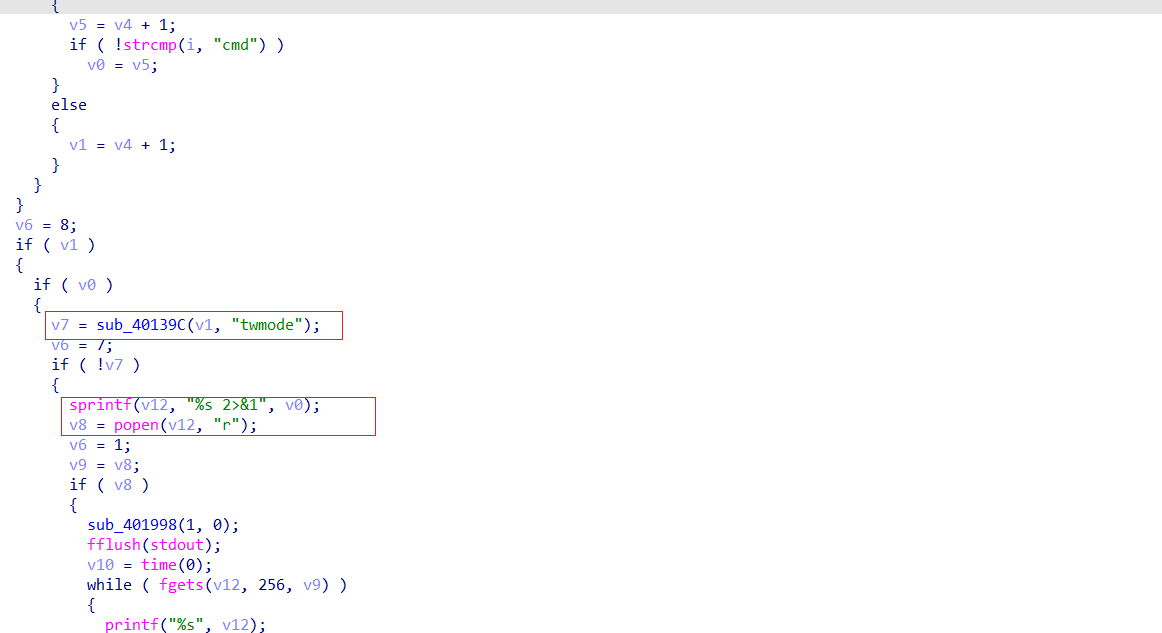 {
v5 = v4 + 1;
if ( !strcmp(i, "cmd") )
v0 = v5;
}
else
{
v1 = v4 + 1;
}
}
}
v6 = 8;
if ( v1 )
{
if ( v0 )
{
v7 = sub_40139C(v1, "twmode");
v6 = 7;
if ( !v7 )
{
sprintf(v12, "%s 2>&1", v0);
v8 = popen(v12, "r");
v6 = 1;
v9 = v8;
if ( v8 )
{
sub_401998(1, 0);
fflush(stdout);
v10 = time(0);
while ( fgets(v12, 256, v9) )
{
printf("%s", v12);